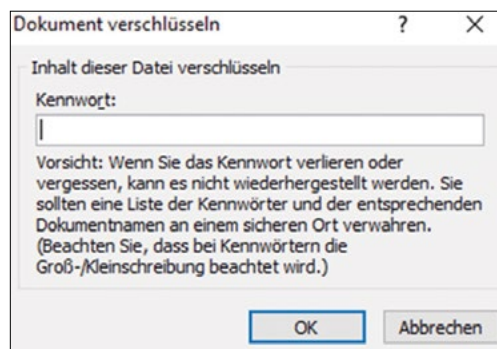 Dokument verschlüsseln ?
Inhalt dieser Datei verschlüsseln
Kennwort:
Vorsicht: Wenn Sie das Kennwort verlieren oder
vergessen, kann es nicht wiederhergestellt werden. Sie
sollten eine Liste der Kennwörter und der entsprechenden
Dokumentnamen an einem sicheren Ort verwahren.
(Beachten Sie, dass bei Kennwörtern die
Groß-/Kleinschreibung beachtet wird.)
OK Abbrechen